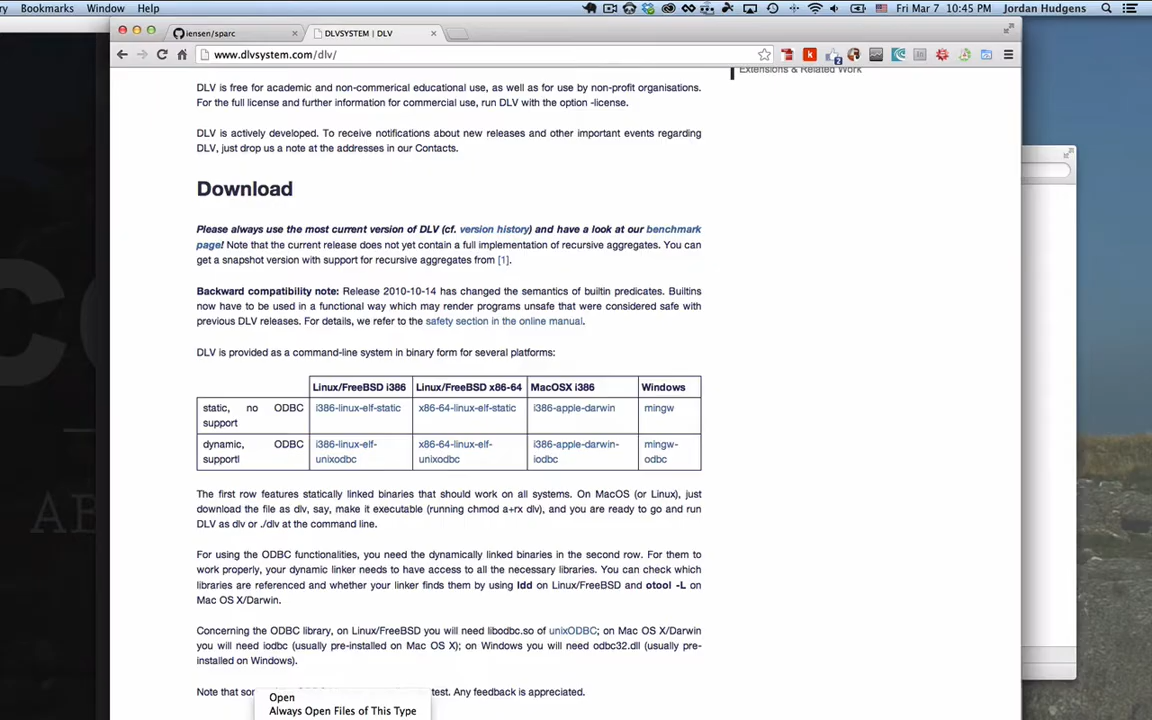 ry Bookmarks Window Help Fri Mar 7 10:45 PM Jordan Hudgens
iensen/sparc DLVSYSTEM | DLV
www.dlvsystem.com/dlv/
Extensions & Related Work
DLV is free for academic and non-commerical educational use, as well as for use by non-profit organisations.
For the full license and further information for commercial use, run DLV with the option -license.
DLV is actively developed. To receive notifications about new releases and other important events regarding
DLV, just drop us a note at the addresses in our Contacts.
Download
Please always use the most current version of DLV (cf. version history) and have a look at our benchmark
page! Note that the current release does not yet contain a full implementation of recursive aggregates. You can
get a snapshot version with support for recursive aggregates from [1].
Backward compatibility note: Release 2010-10-14 has changed the semantics of builtin predicates. Builtins
now have to be used in a functional way which may render programs unsafe that were considered safe with
previous DLV releases. For details, we refer to the safety section in the online manual.
DLV is provided as a command-line system in binary form for several platforms:
Linux/FreeBSD i386 Linux/FreeBSD x86-64 MacOSX i386 Windows
static, no ODBC i386-linux-elf-static x86-64-linux-elf-static i386-apple-darwin mingw
support
dynamic, ODBC i386-linux-elf- x86-64-linux-elf- i386-apple-darwin- mingw-
supportl unixodbc unixodbc iodbc odbc
The first row features statically linked binaries that should work on all systems. On MacOS (or Linux), just
download the file as dlv, say, make it executable (running chmod a+rx dlv), and you are ready to go and run
DLV as dlv or ./dlv at the command line.
For using the ODBC functionalities, you need the dynamically linked binaries in the second row. For them to
work properly, your dynamic linker needs to have access to all the necessary libraries. You can check which
libraries are referenced and whether your linker finds them by using ldd on Linux/FreeBSD and otool -L on
Mac OS X/Darwin.
Concerning the ODBC library, on Linux/FreeBSD you will need libodbc.so of unixODBC; on Mac OS X/Darwin
you will need iodbc (usually pre-installed on Mac OS X); on Windows you will need odbc32.dll (usually pre-
installed on Windows).
Note that test. Any feedback is appreciated.
Open
Always Open Files of This Type